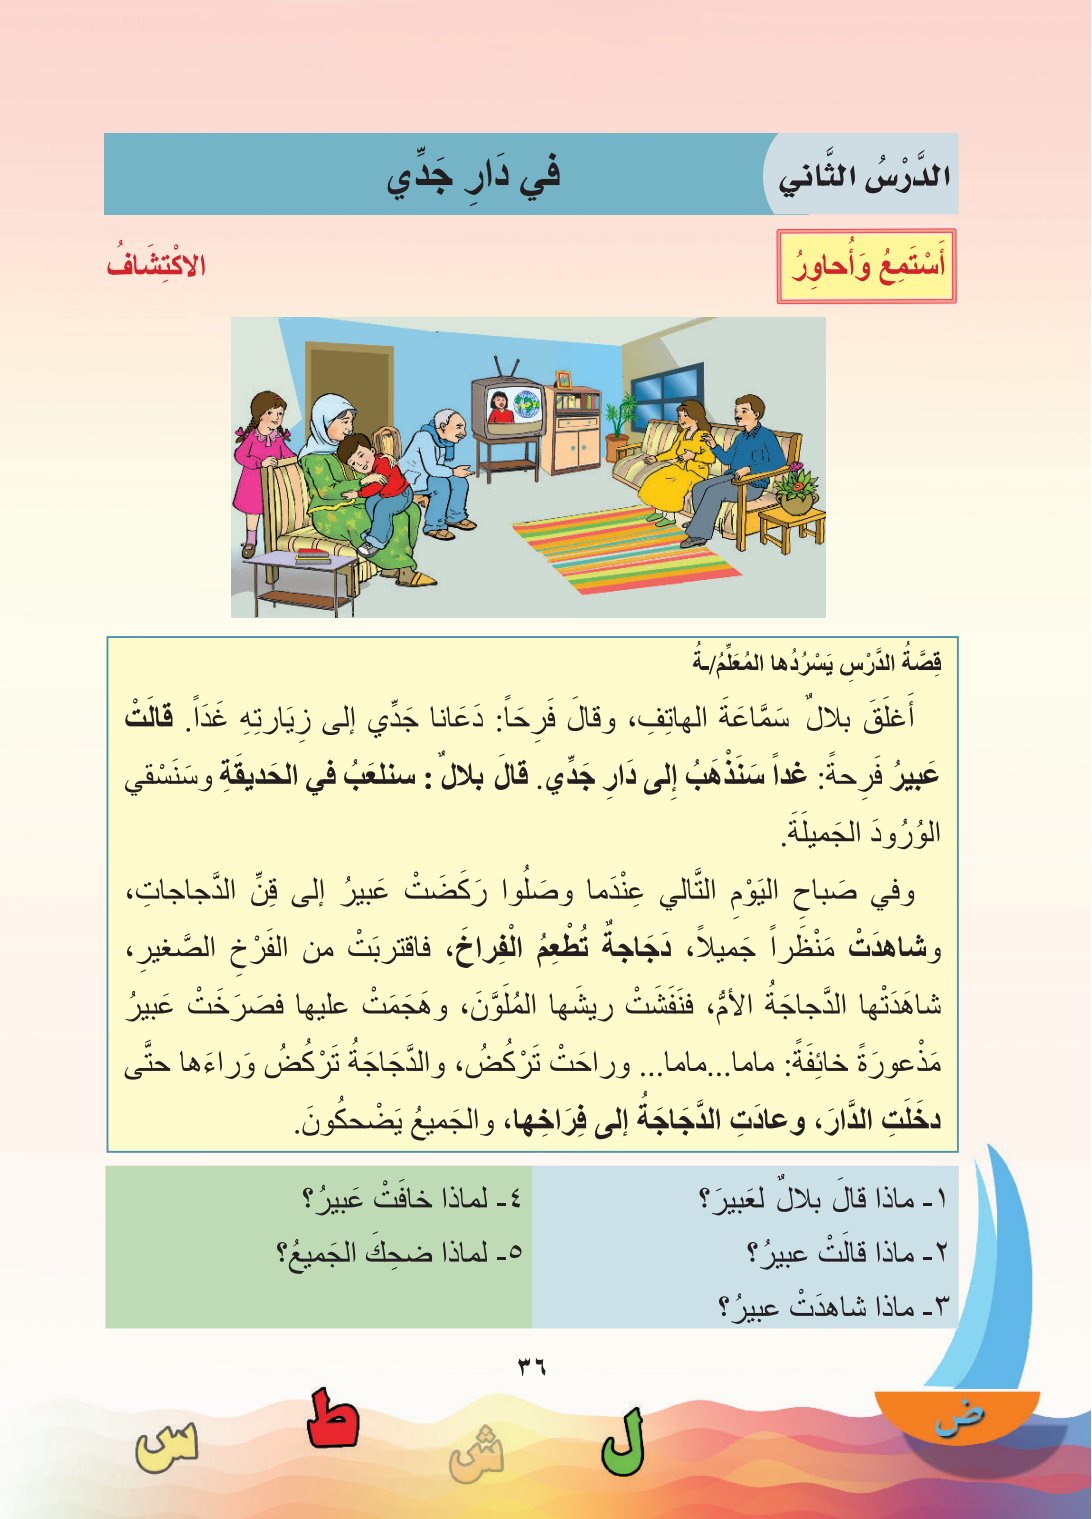 الدَّرْسُ الثَّاني
في دَارِ جَدِّي
أَسْتَمِعُ وَأُحاوِرُ
الاكْتِشَافُ
قِصَّةُ الدَّرْسِ يَسْرُدُها المُعَلِّمُ/ـةُ
أَغلَقَ بلالٌ سَمَّاعَةَ الهاتِفِ، وقالَ فَرِحَاً: دَعَانا جَدِّي إلى زِيَارتِهِ غَدَاً. قالَتْ
عَبيرُ فَرِحةً: غداً سَنَذْهَبُ إِلى دَارِ جَدِّي. قالَ بلالٌ : سنلعَبُ في الحَديقَةِ وسَنَسْقي
الوُرُودَ الجَميلَةَ.
وفي صَباحِ اليَوْمِ التَّالي عِنْدَما وصَلُوا رَكَضَتْ عَبيرُ إلى قِنِّ الدَّجاجاتِ،
وشاهدَتْ مَنْظَراً جَميلاً، دَجَاجةٌ تُطْعِمُ الْفِراخَ، فاقتربَتْ من الفَرْخِ الصَّغيرِ،
شاهَدَتْها الدَّجاجَةُ الأمُّ، فنَفَشَتْ ريشَها المُلَوَّنَ، وهَجَمَتْ عليها فصَرَخَتْ عَبيرُ
مَذْعورَةً خائِفَةً: ماما...ماما... وراحَتْ تَرْكُضُ، والدَّجَاجَةُ تَرْكُضُ وَراءَها حتَّى
دخَلَتِ الدَّارَ، وعادَتِ الدَّجَاجَةُ إلى فِرَاخِها، والجَميعُ يَضْحكُونَ.
١ـ ماذا قالَ بلالٌ لعَبيرَ؟
٢ـ ماذا قالَتْ عبيرُ؟
٣ـ ماذا شاهدَتْ عبيرُ؟
٤ـ لماذا خافَتْ عَبيرُ؟
٥ـ لماذا ضحِكَ الجَميعُ؟
٣٦
ض
ل
ش
ط
س